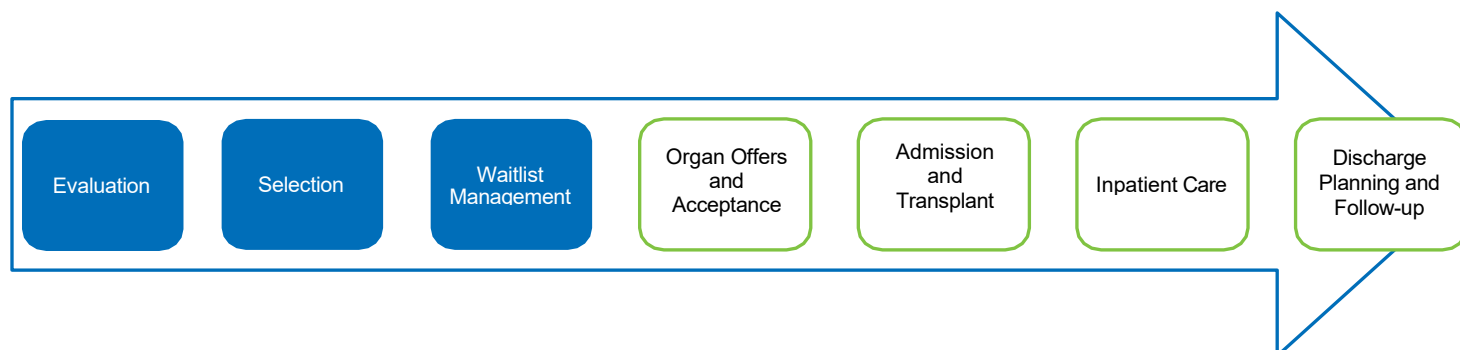 Evaluation
Selection
Waitlist
Management
Organ Offers
and
Acceptance
Admission
and
Transplant
Inpatient Care
Discharge
Planning and
Follow-up